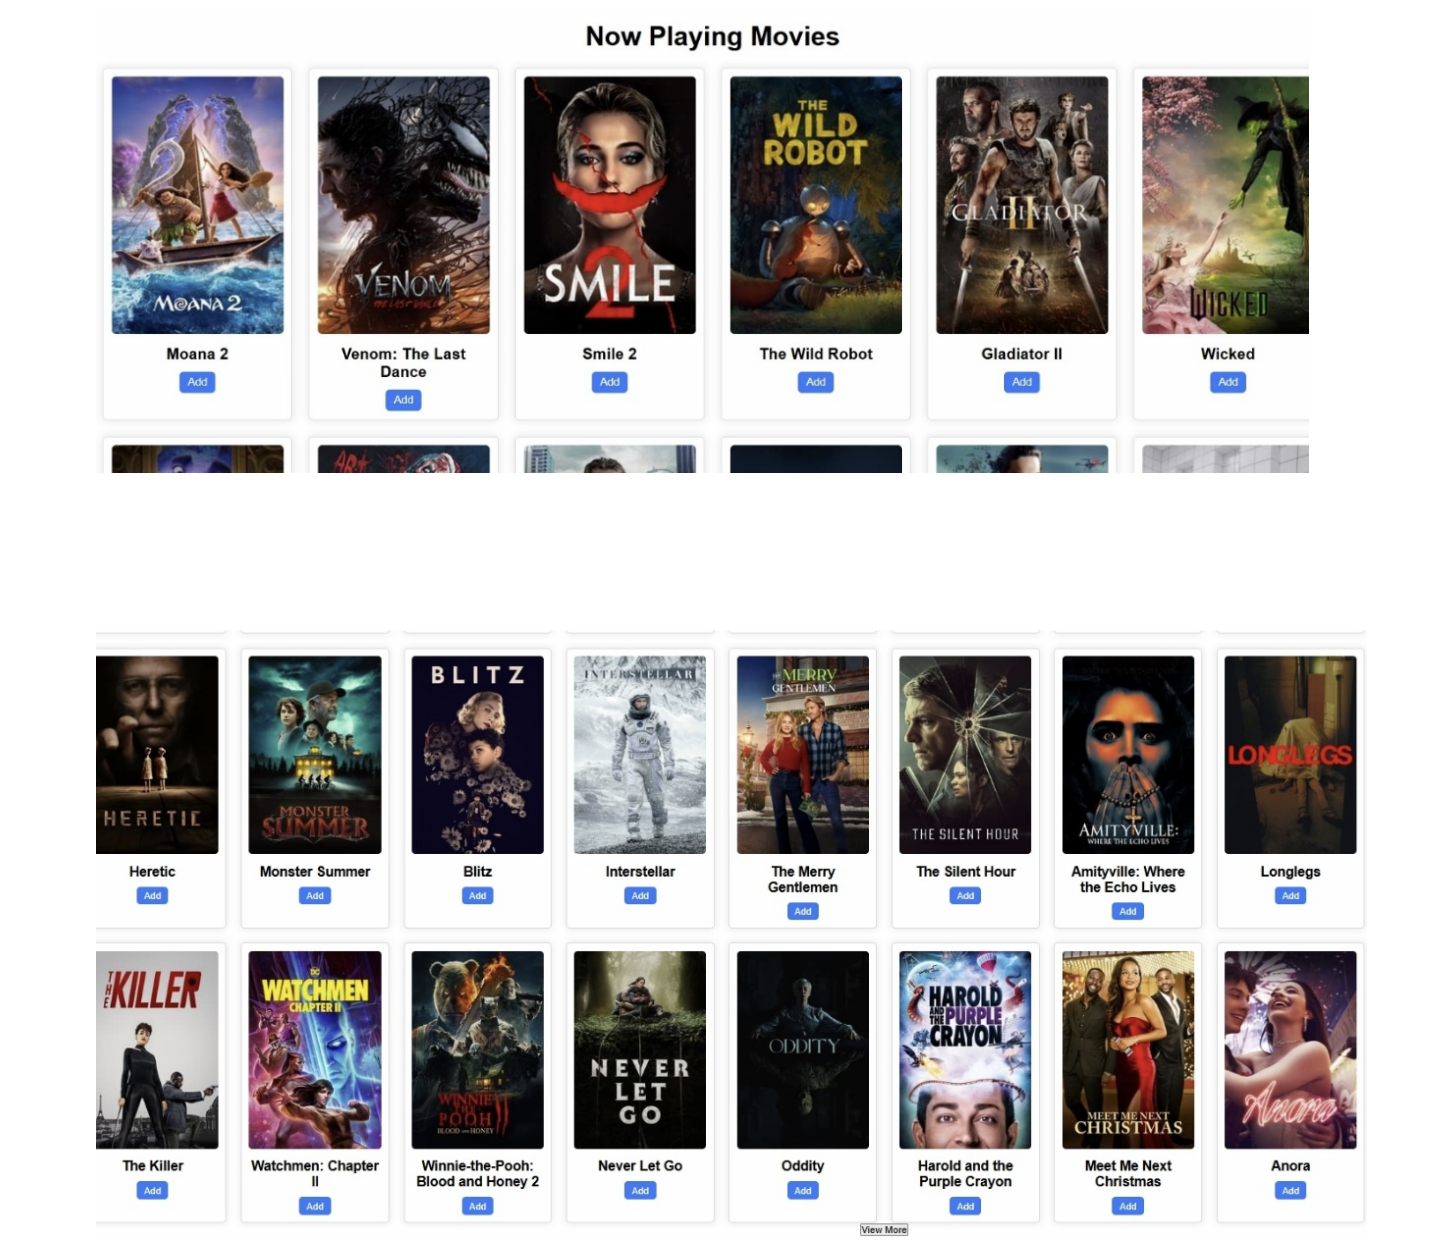 Now Playing Movies
MOANA 2
VENOM
THE LAST DANCE
SMILE
2
THE
WILD
ROBOT
GLADIATOR
II
WICKED
Moana 2
Venom: The Last
Dance
Smile 2
The Wild Robot
Gladiator II
Wicked
Add
Add
Add
Add
Add
Add
HERETIC
MONSTER
SUMMER
BLITZ
INTERSTELLAR
THE MERRY
GENTLEMEN
THE SILENT HOUR
AMITYVILLE:
WHERE THE ECHO LIVES
LONGLEGS
Heretic
Monster Summer
Blitz
Interstellar
The Merry
Gentlemen
The Silent Hour
Amityville: Where
the Echo Lives
Longlegs
Add
Add
Add
Add
Add
Add
Add
Add
THE KILLER
DC
WATCHMEN
CHAPTER II
WINNIE
THE
POOH
II
BLOOD AND HONEY
NEVER
LET
GO
ODDITY
HAROLD
AND THE PURPLE
CRAYON
MEET ME NEXT
CHRISTMAS
Anora
The Killer
Watchmen: Chapter
II
Winnie-the-Pooh:
Blood and Honey 2
Never Let Go
Oddity
Harold and the
Purple Crayon
Meet Me Next
Christmas
Anora
Add
Add
Add
Add
Add
Add
Add
Add
View More